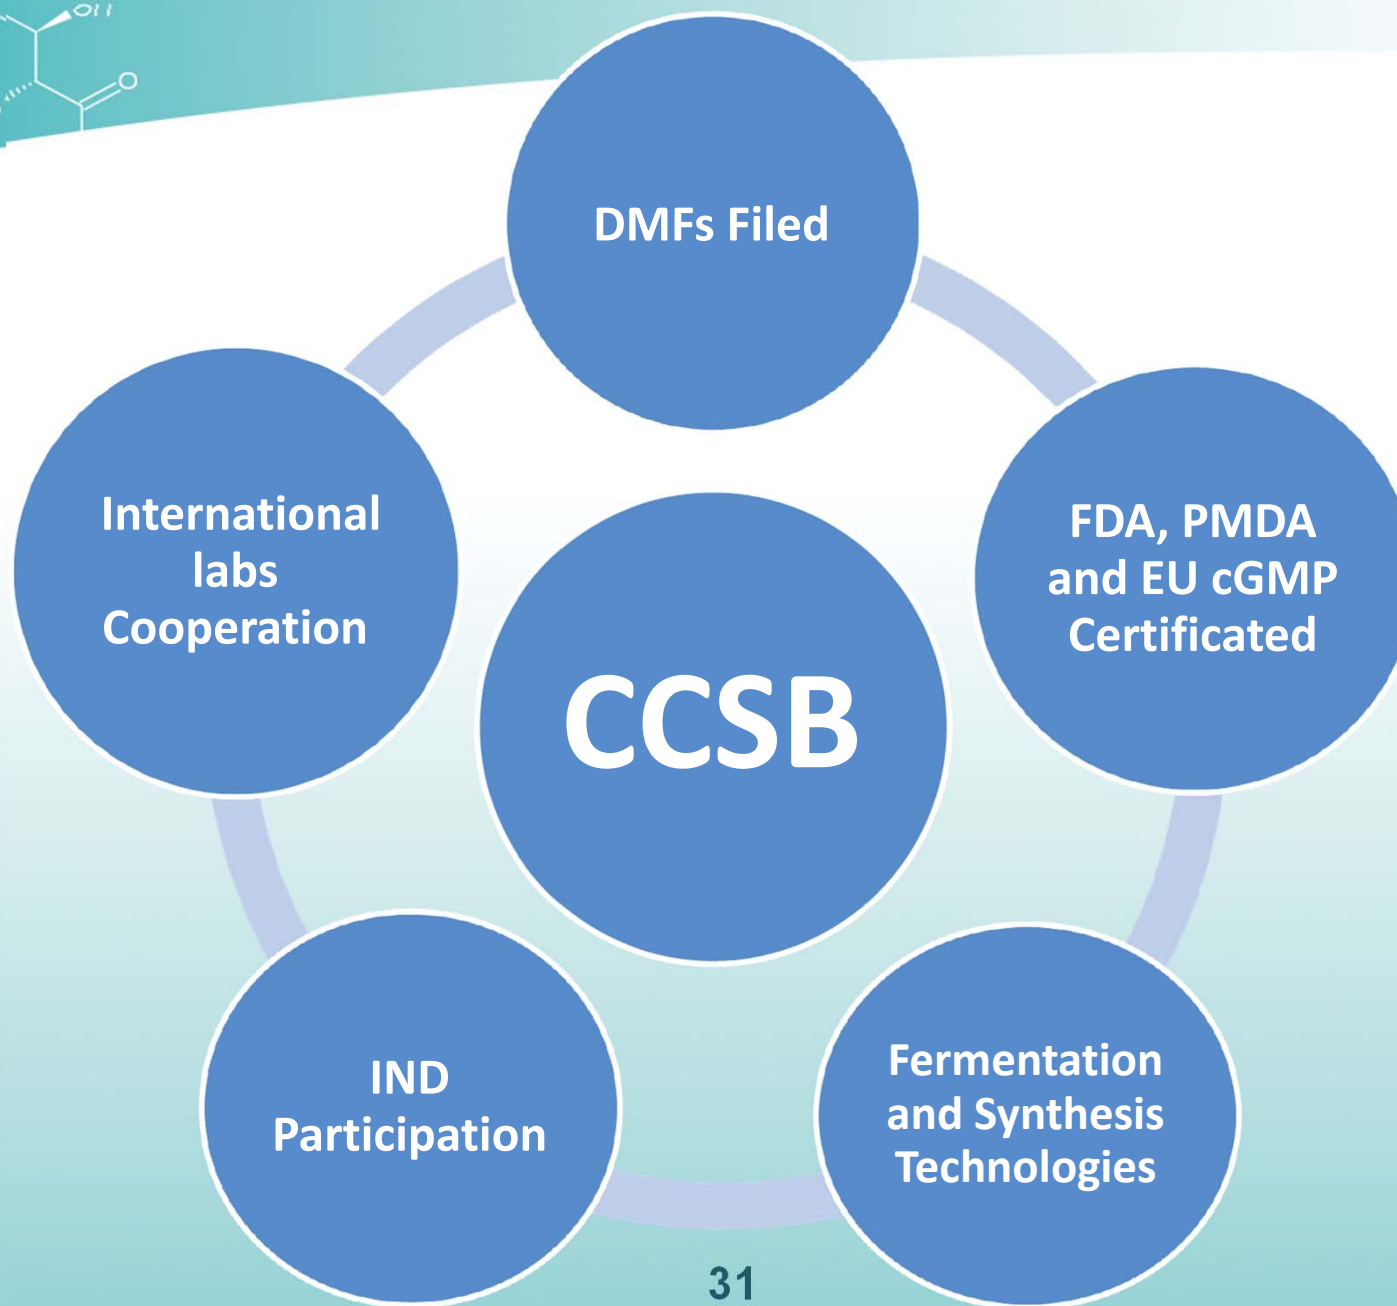 OH
O
DMFs Filed
International
labs
Cooperation
FDA, PMDA
and EU cGMP
Certificated
CCSB
IND
Participation
Fermentation
and Synthesis
Technologies
31